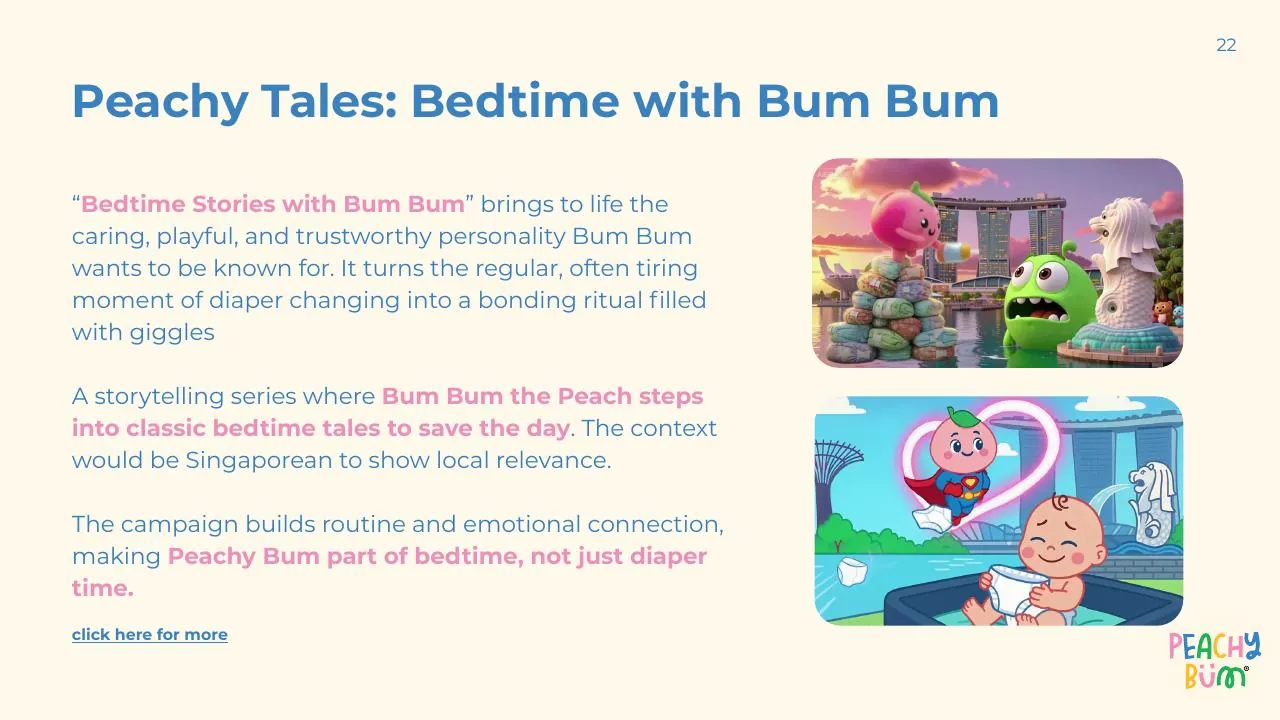 22
Peachy Tales: Bedtime with Bum Bum
“Bedtime Stories with Bum Bum” brings to life the
caring, playful, and trustworthy personality Bum Bum
wants to be known for. It turns the regular, often tiring
moment of diaper changing into a bonding ritual filled
with giggles
A storytelling series where Bum Bum the Peach steps
into classic bedtime tales to save the day. The context
would be Singaporean to show local relevance.
The campaign builds routine and emotional connection,
making Peachy Bum part of bedtime, not just diaper
time.
click here for more
PEACHY
BÜM®